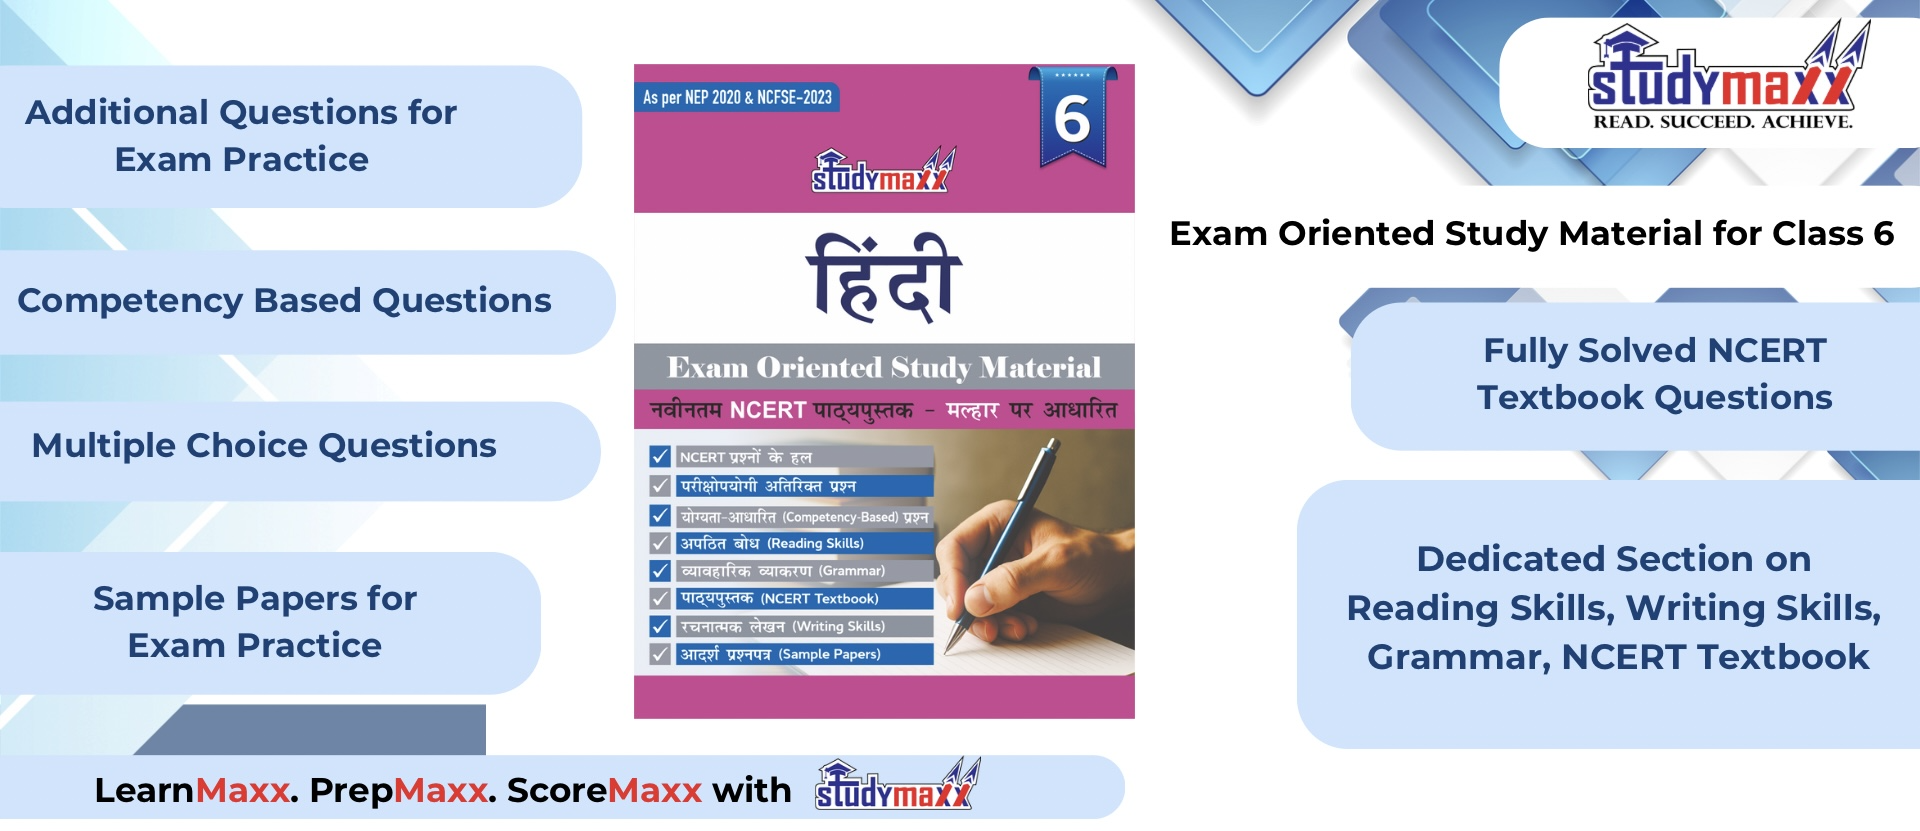 Additional Questions for
Exam Practice
Competency Based Questions
Multiple Choice Questions
Sample Papers for
Exam Practice
As per NEP 2020 & NCFSE-2023
6
studymaxx
हिंदी
Exam Oriented Study Material
नवीनतम NCERT पाठ्यपुस्तक - मल्हार पर आधारित
NCERT प्रश्नों के हल
परीक्षोपयोगी अतिरिक्त प्रश्न
योग्यता-आधारित (Competency-Based) प्रश्न
अपठित बोध (Reading Skills)
व्यावहारिक व्याकरण (Grammar)
पाठ्यपुस्तक (NCERT Textbook)
रचनात्मक लेखन (Writing Skills)
आदर्श प्रश्नपत्र (Sample Papers)
studymaxx
READ. SUCCEED. ACHIEVE.
Exam Oriented Study Material for Class 6
Fully Solved NCERT
Textbook Questions
Dedicated Section on
Reading Skills, Writing Skills,
Grammar, NCERT Textbook
LearnMaxx. PrepMaxx. ScoreMaxx with studymaxx